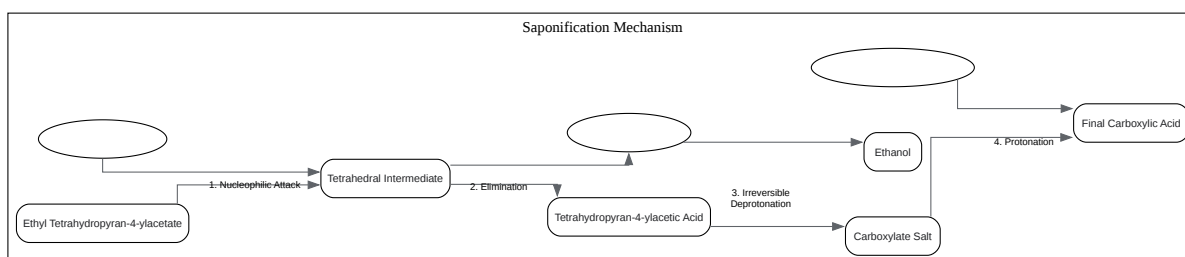 Saponification Mechanism
Final Carboxylic Acid
4. Protonation
Ethanol
Tetrahedral Intermediate
1. Nucleophilic Attack
2. Elimination
3. Irreversible
Deprotonation
Ethyl Tetrahydropyran-4-ylacetate
Tetrahydropyran-4-ylacetic Acid
Carboxylate Salt